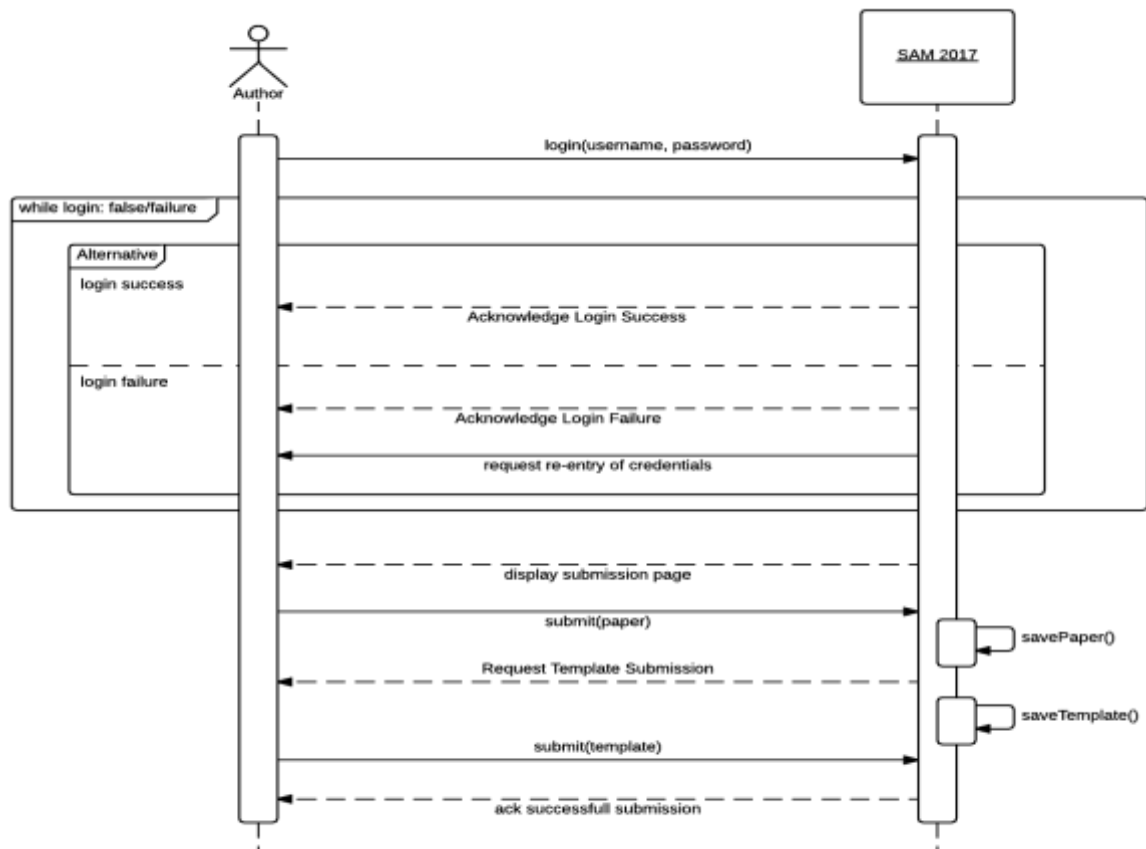 SAM 2017
Author
login(username, password)
while login: false/failure
Alternative
login success
Acknowledge Login Success
login failure
Acknowledge Login Failure
request re-entry of credentials
display submission page
submit(paper)
savePaper()
Request Template Submission
saveTemplate()
submit(template)
ack successfull submission